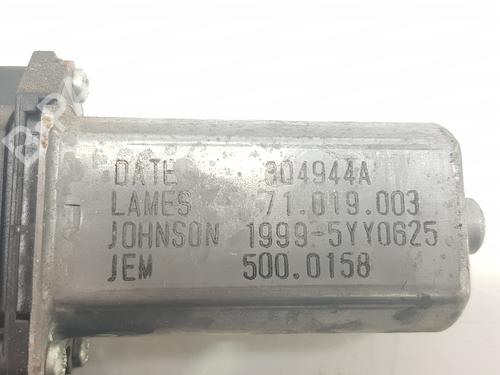 DATE 304944A
LAMES 71.019.003
JOHNSON 1999-5YY0625
JEM 500.0158